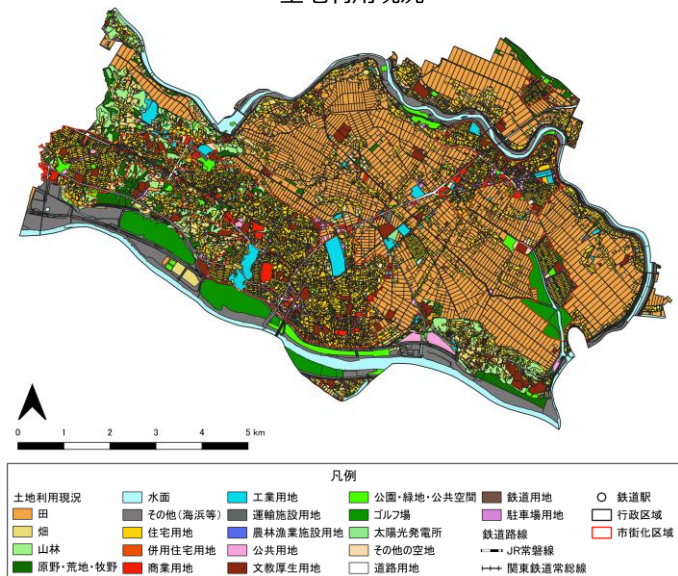 土地利用現況
0 1 2 3 4 5 km
凡例
土地利用現況
田
畑
山林
原野・荒地・牧野
水面
その他(海浜等)
住宅用地
併用住宅用地
商業用地
工業用地
運輸施設用地
農林漁業施設用地
公共用地
文教厚生用地
公園・緑地・公共空間
ゴルフ場
太陽光発電所
その他の空地
道路用地
鉄道用地
駐車場用地
鉄道路線
JR常磐線
関東鉄道常総線
鉄道駅
行政区域
市街化区域